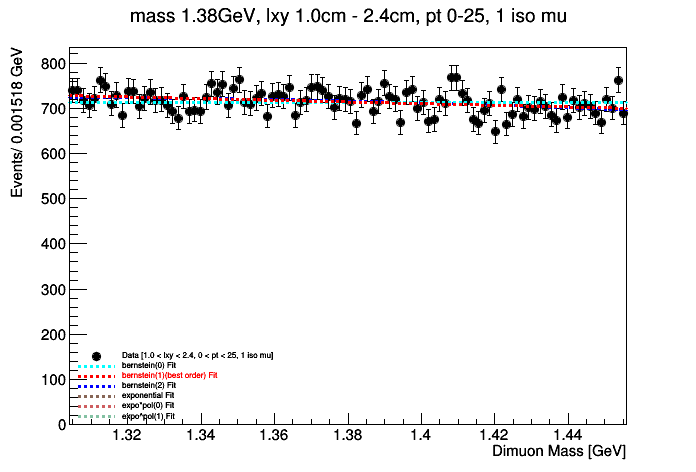 mass 1.38GeV, lxy 1.0cm - 2.4cm, pt 0-25, 1 iso mu
Events/ 0.001518 GeV
800
700
600
500
400
300
200
100
0
Data [1.0 < lxy < 2.4, 0 < pt < 25, 1 iso mu]
bernstein(0) Fit
bernstein(1)(best order) Fit
bernstein(2) Fit
exponential Fit
expo*pol(0) Fit
expo*pol(1) Fit
1.32 1.34 1.36 1.38 1.4 1.42 1.44
Dimuon Mass [GeV]